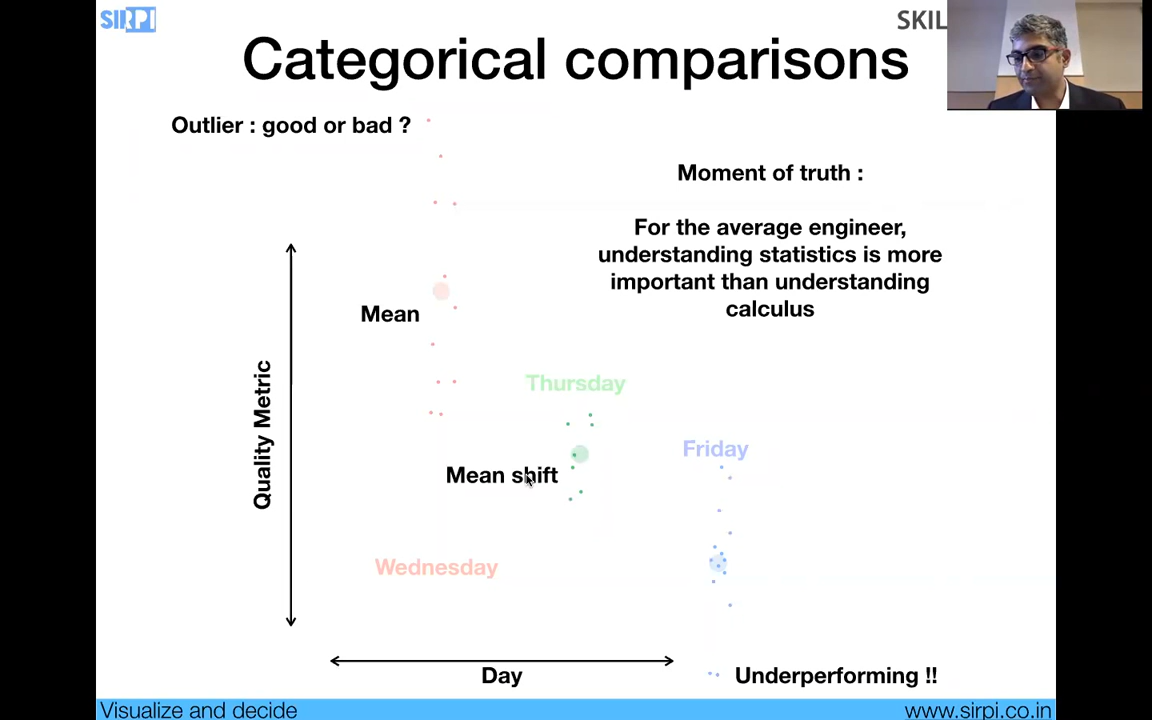 SIRPI
SKIL
Categorical comparisons
Outlier : good or bad ?
Moment of truth :
For the average engineer,
understanding statistics is more
important than understanding
calculus
Mean
Quality Metric
Thursday
Friday
Mean shift
Wednesday
Day
Underperforming !!
Visualize and decide
www.sirpi.co.in